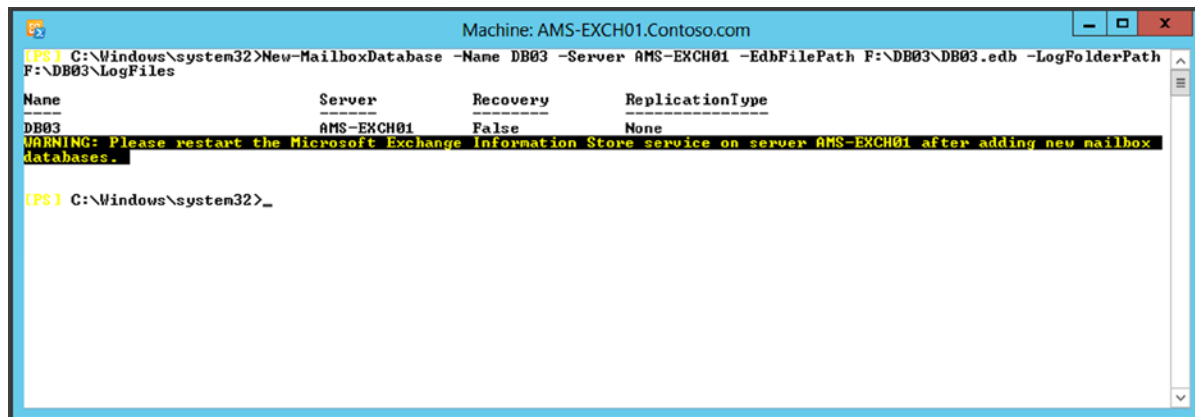 Machine: AMS-EXCH01.Contoso.com
[PS] C:\Windows\system32>New-MailboxDatabase -Name DB03 -Server AMS-EXCH01 -EdbFilePath F:\DB03\DB03.edb -LogFolderPath
F:\DB03\LogFiles
Name Server Recovery ReplicationType
---- ------ -------- ---------------
DB03 AMS-EXCH01 False None
WARNING: Please restart the Microsoft Exchange Information Store service on server AMS-EXCH01 after adding new mailbox
databases.
[PS] C:\Windows\system32>_